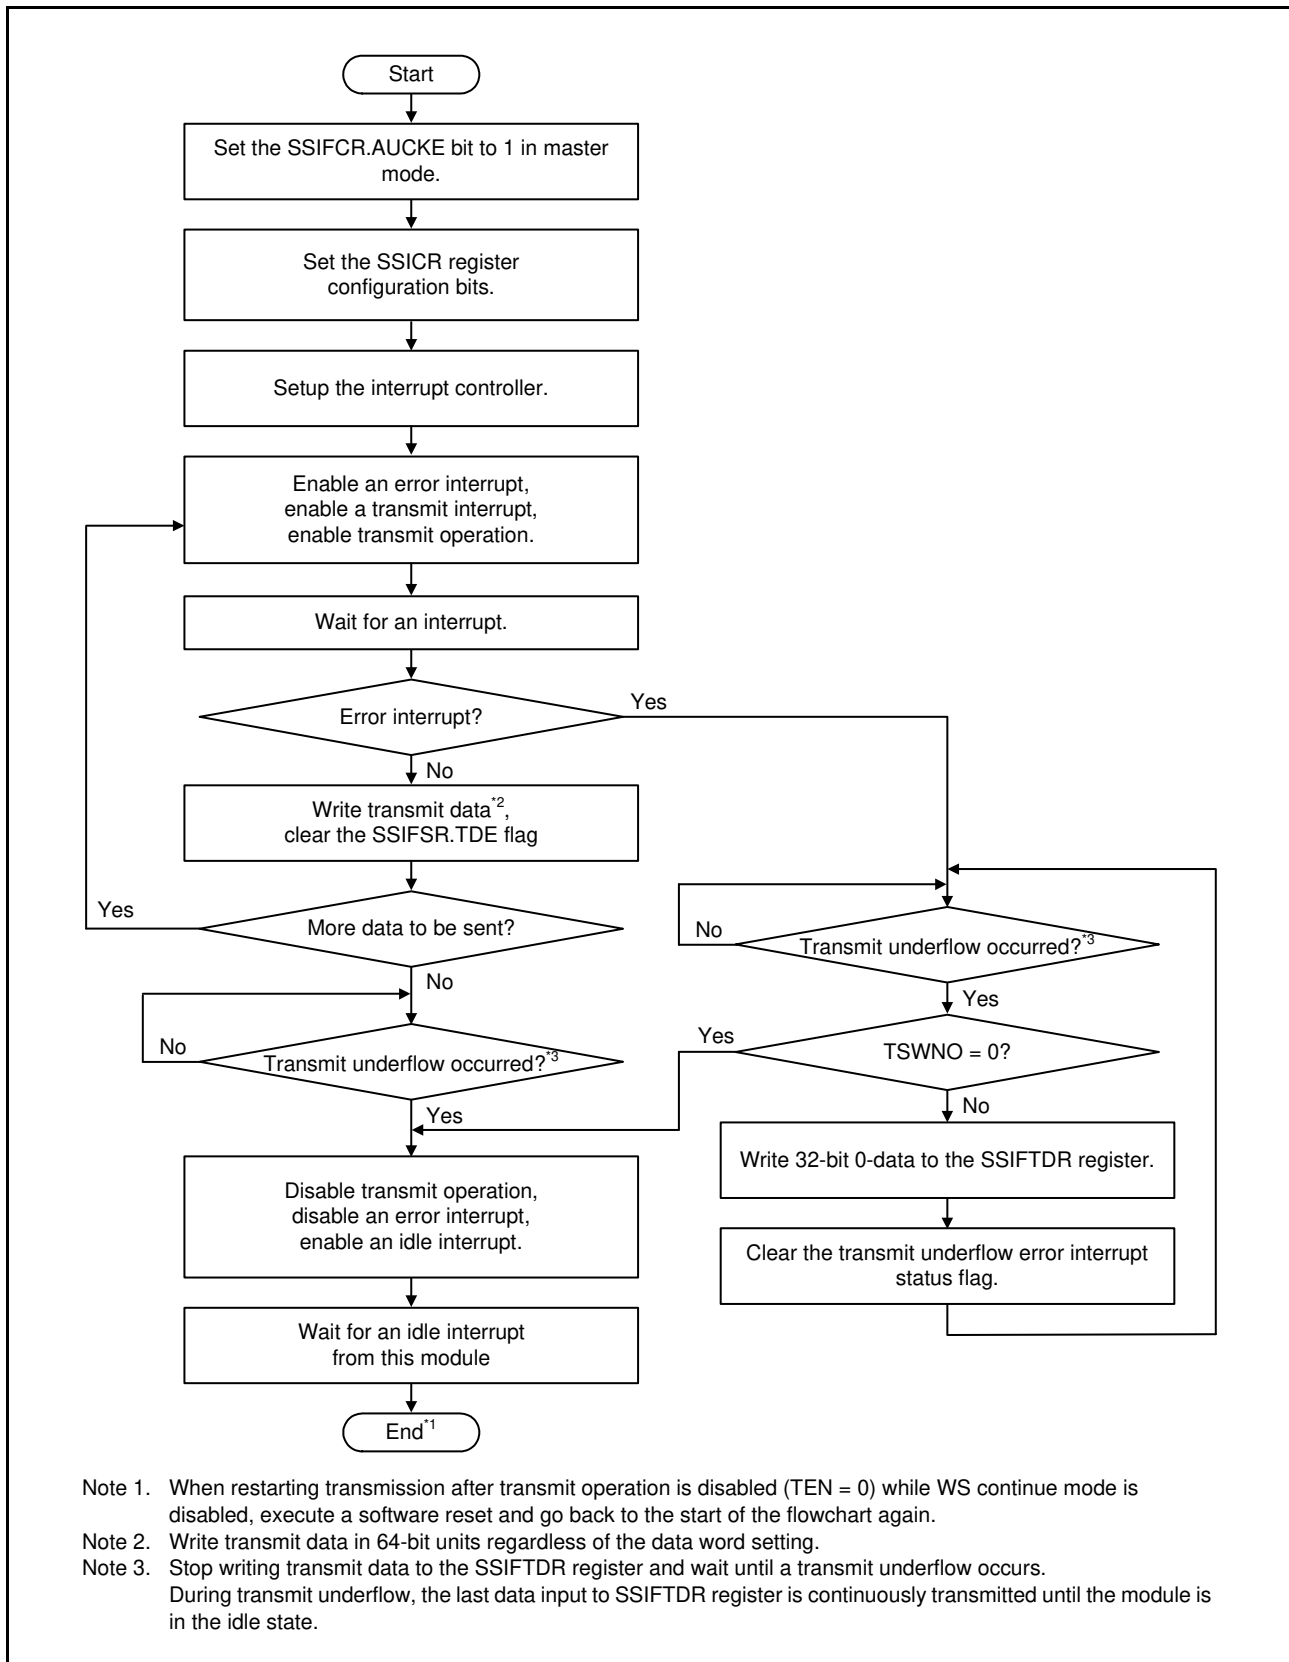 Start
Set the SSIFCR.AUCKE bit to 1 in master
mode.
Set the SSICR register
configuration bits.
Setup the interrupt controller.
Enable an error interrupt,
enable a transmit interrupt,
enable transmit operation.
Wait for an interrupt.
Error interrupt?
Yes
No
Write transmit data*2,
clear the SSIFSR.TDE flag
More data to be sent?
Yes
No
Transmit underflow occurred?*3
No
Yes
Transmit underflow occurred?*3
No
Yes
TSWNO = 0?
Yes
No
Write 32-bit 0-data to the SSIFTDR register.
Clear the transmit underflow error interrupt
status flag.
Disable transmit operation,
disable an error interrupt,
enable an idle interrupt.
Wait for an idle interrupt
from this module
End*1
Note 1. When restarting transmission after transmit operation is disabled (TEN = 0) while WS continue mode is
disabled, execute a software reset and go back to the start of the flowchart again.
Note 2. Write transmit data in 64-bit units regardless of the data word setting.
Note 3. Stop writing transmit data to the SSIFTDR register and wait until a transmit underflow occurs.
During transmit underflow, the last data input to SSIFTDR register is continuously transmitted until the module is
in the idle state.